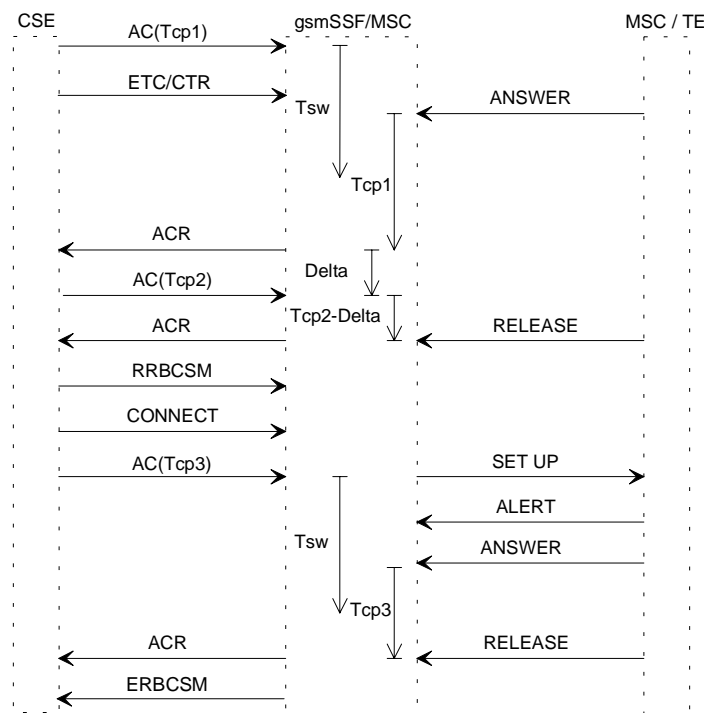 CSE
gsmSSF/MSC
MSC / TE
AC(Tcp1)
ETC/CTR
Tsw
ANSWER
Tcp1
ACR
Delta
AC(Tcp2)
Tcp2-Delta
ACR
RELEASE
RRBCSM
CONNECT
AC(Tcp3)
SET UP
ALERT
Tsw
ANSWER
Tcp3
ACR
RELEASE
ERBCSM